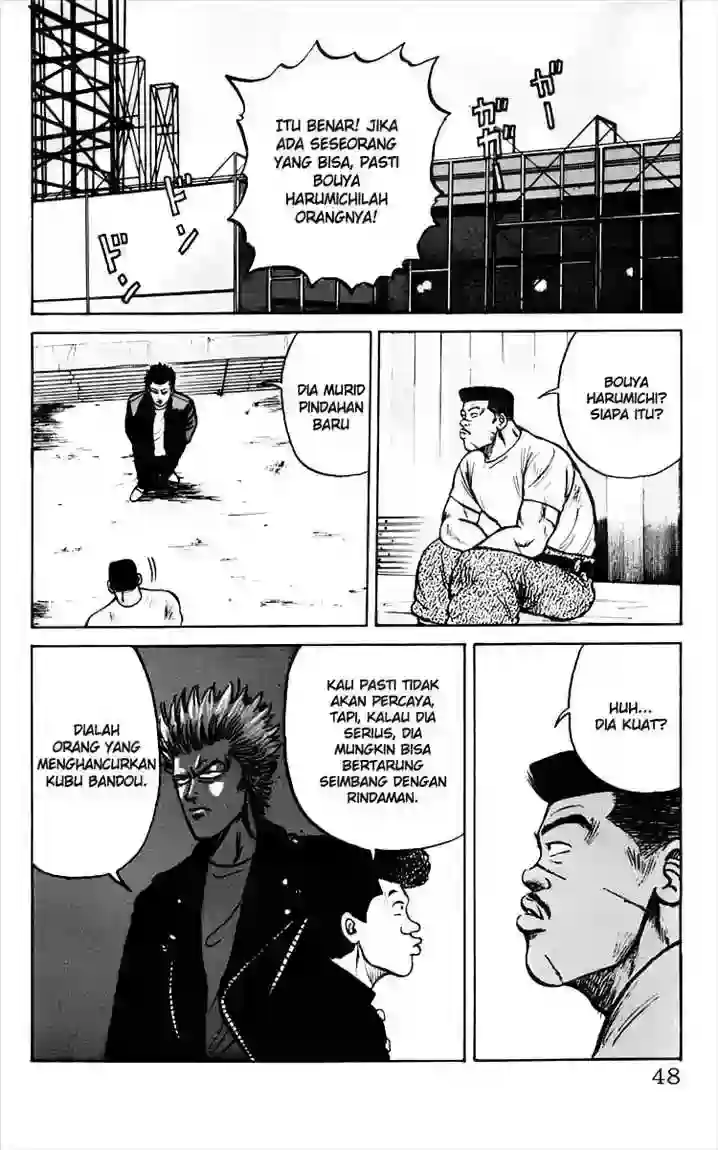 ガー
ガガ
ITU BENAR! JIKA
ADA SESEORANG
YANG BISA, PASTI
BOUYA
HARUMICHILAH
ORANGNYA!
ドン
ドン
BOUYA
HARUMICHI?
SIAPA ITU?
DIA MURID
PINDAHAN
BARU
HUH...
DIA KUAT?
KAU PASTI TIDAK
AKAN PERCAYA,
TAPI, KALAU DIA
SERIUS, DIA
MUNGKIN BISA
BERTARUNG
SEIMBANG DENGAN
RINDAMAN.
DIALAH
ORANG YANG
MENGHANCURKAN
KUBU BANDOU.
48